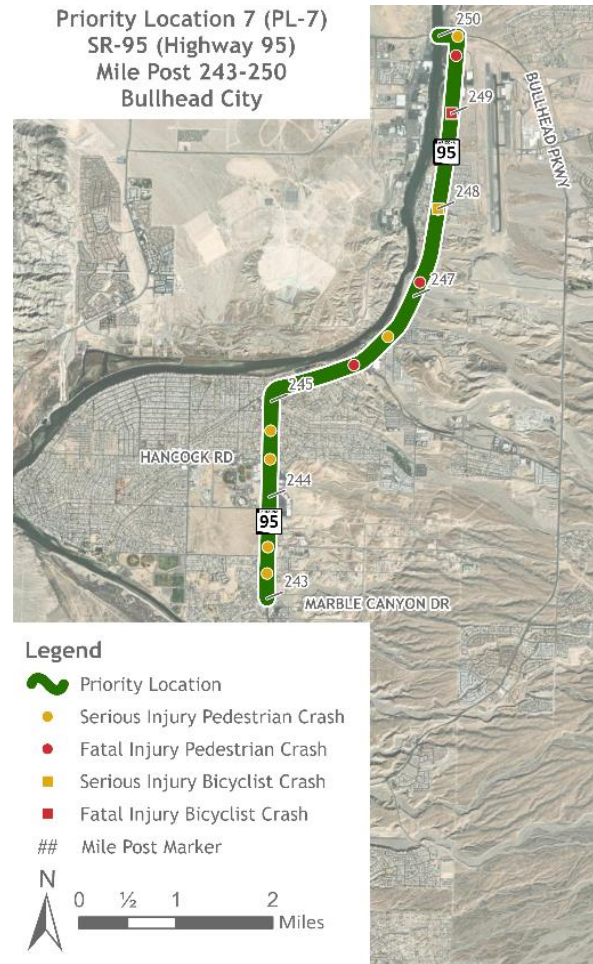 Priority Location 7 (PL-7)
SR-95 (Highway 95)
Mile Post 243-250
Bullhead City
250
BULLHEAD PKWY
249
95
248
247
245
HANCOCK RD
244
95
243
MARBLE CANYON DR
Legend
Priority Location
Serious Injury Pedestrian Crash
Fatal Injury Pedestrian Crash
Serious Injury Bicyclist Crash
Fatal Injury Bicyclist Crash
## Mile Post Marker
N
0 ½ 1 2
Miles